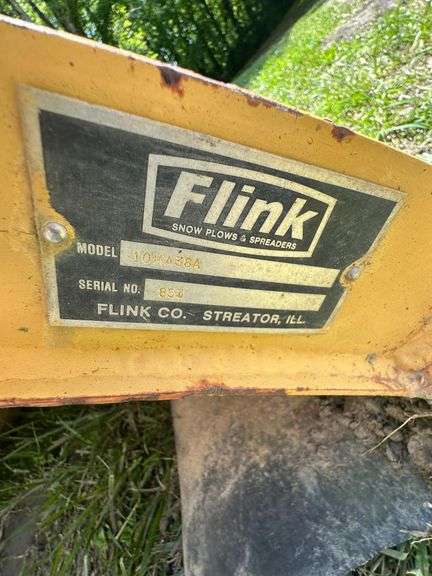 Flink
SNOW PLOWS & SPREADERS
MODEL
SERIAL NO.
FLINK CO. STREATOR, ILL.